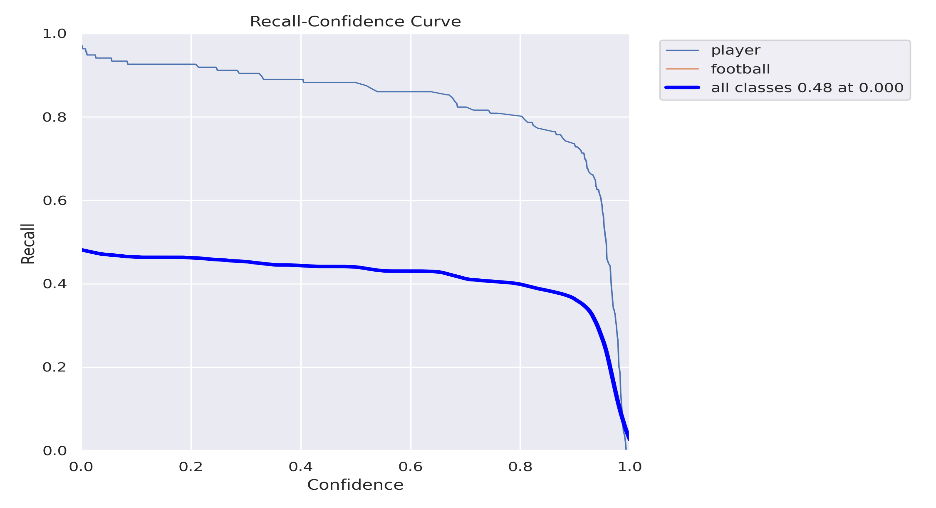 Recall-Confidence Curve
1.0
0.8
0.6
0.4
0.2
0.0
Recall
0.0 0.2 0.4 0.6 0.8 1.0
Confidence
player
football
all classes 0.48 at 0.000